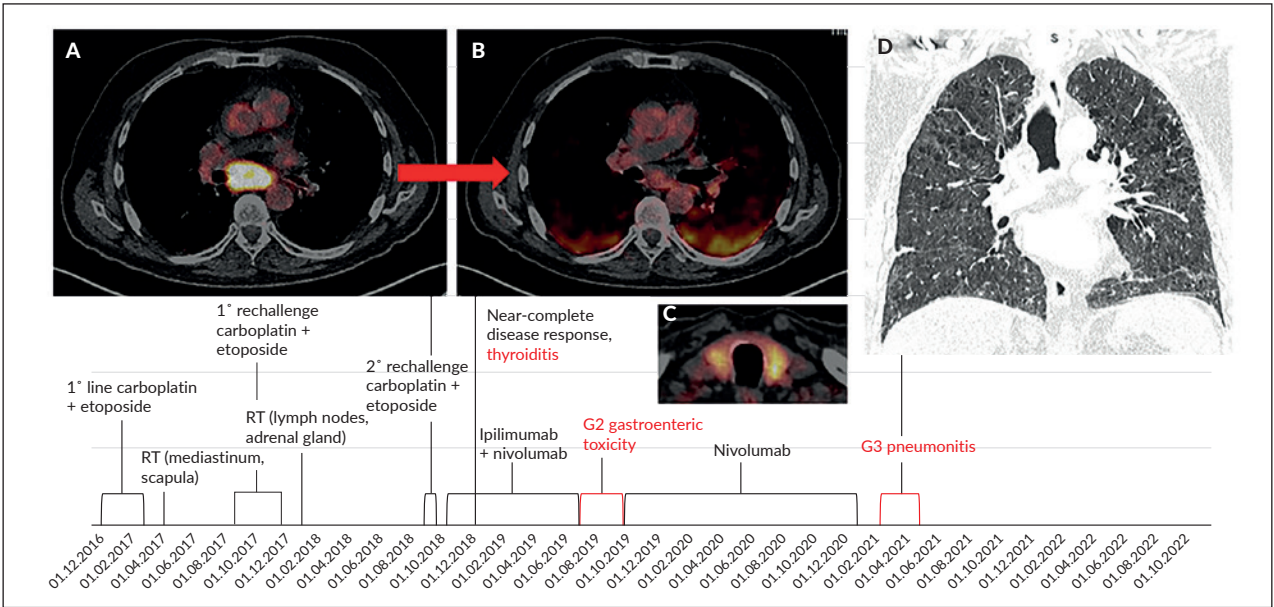 A
B
D
S
C
1˚ rechallenge
carboplatin +
etoposide
Near-complete
disease response,
thyroiditis
2˚ rechallenge
carboplatin +
etoposide
1˚ line carboplatin
+ etoposide
RT (lymph nodes,
adrenal gland)
RT (mediastinum,
scapula)
Ipilimumab
+ nivolumab
G2 gastroenteric
toxicity
Nivolumab
G3 pneumonitis
01.12.2016
01.02.2017
01.04.2017
01.06.2017
01.08.2017
01.10.2017
01.12.2017
01.02.2018
01.04.2018
01.06.2018
01.08.2018
01.10.2018
01.12.2018
01.02.2019
01.04.2019
01.06.2019
01.08.2019
01.10.2019
01.12.2019
01.02.2020
01.04.2020
01.06.2020
01.08.2020
01.10.2020
01.12.2020
01.02.2021
01.04.2021
01.06.2021
01.08.2021
01.10.2021
01.12.2021
01.02.2022
01.04.2022
01.06.2022
01.08.2022
01.10.2022